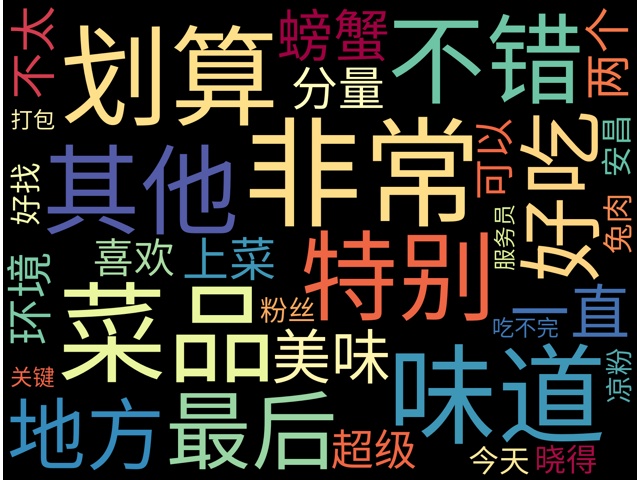 不太
划算
螃蟹
分量
不错
两个
打包
好找
其他
非常
可以
好吃
安昌
兔肉
服务员
环境
喜欢
上菜
特别
粉丝
菜品
美味
一直
吃不完
凉粉
关键
地方
最后
超级
味道
今天
晓得